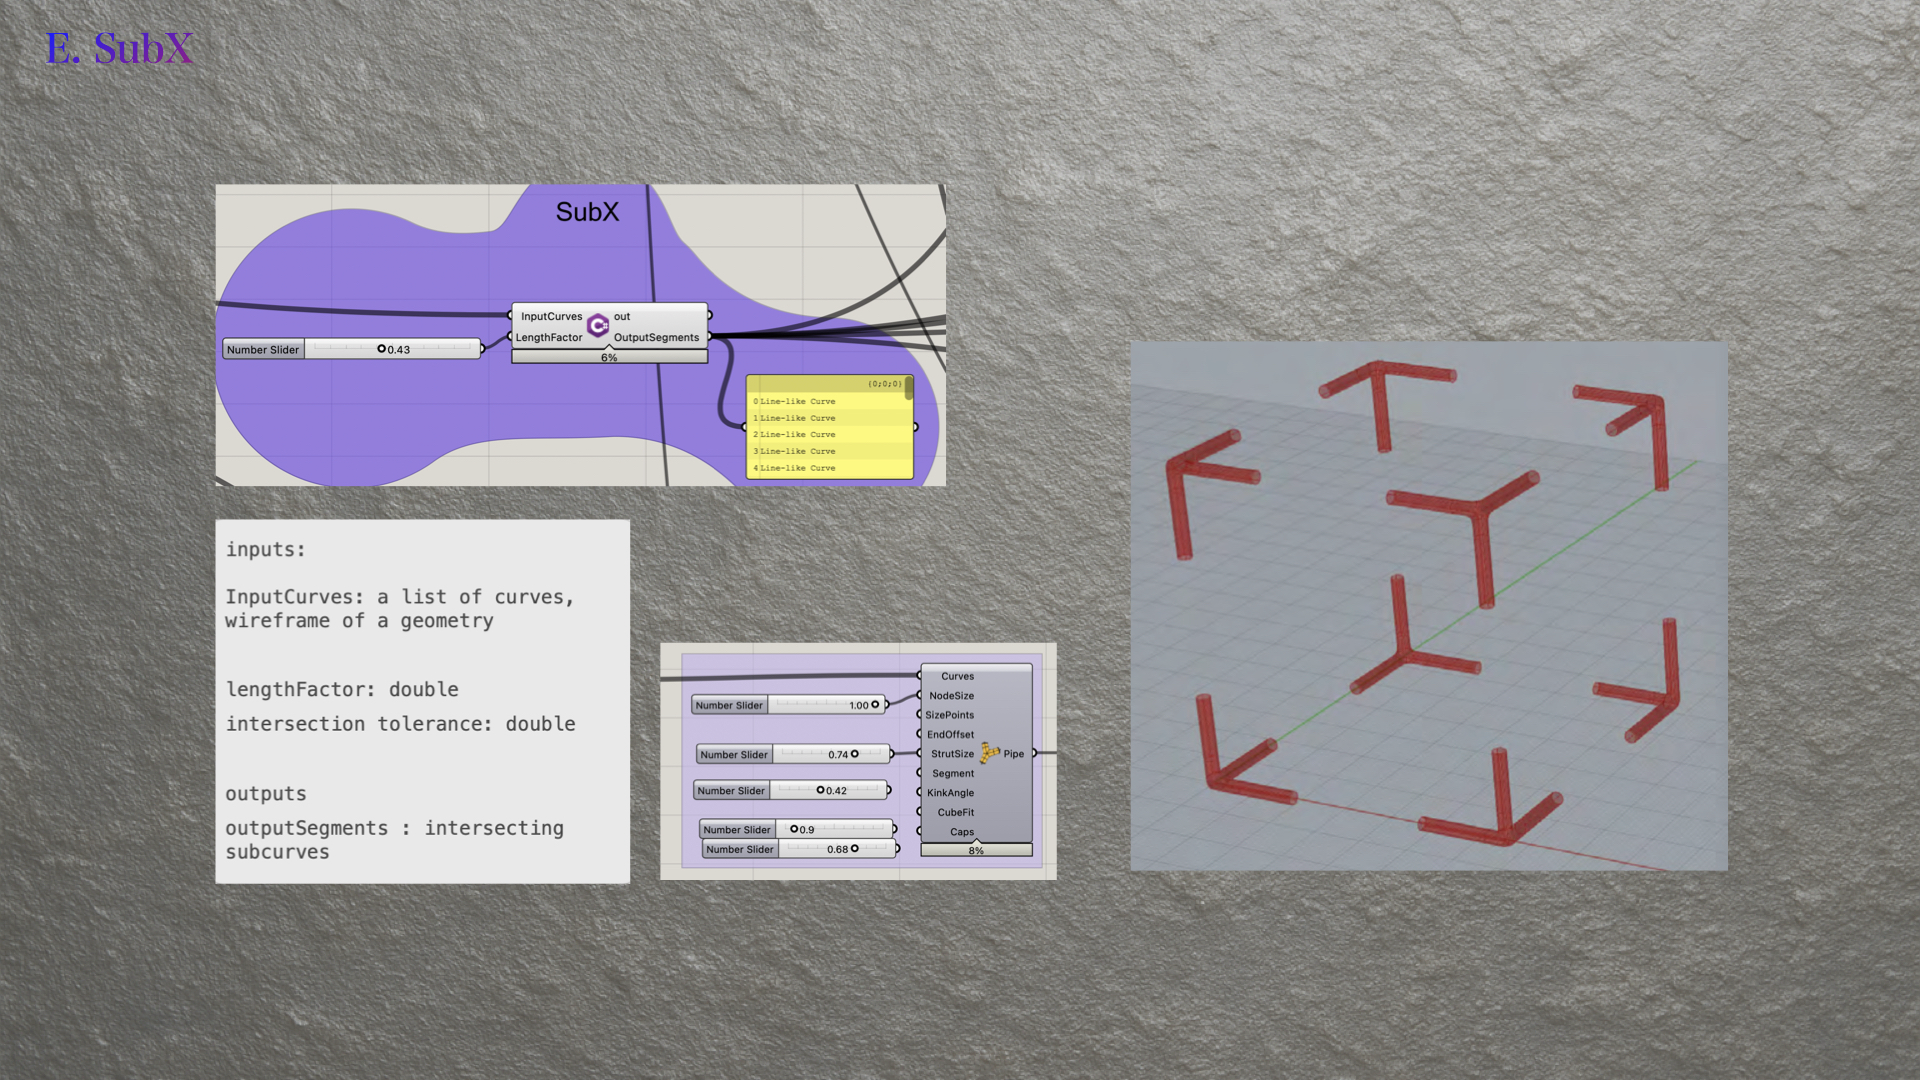 E. SubX
SubX
InputCurves
out
LengthFactor
OutputSegments
Number Slider
0.43
6%
{0;0;0}
0 Line-like Curve
1 Line-like Curve
2 Line-like Curve
3 Line-like Curve
4 Line-like Curve
inputs:
InputCurves: a list of curves,
wireframe of a geometry
lengthFactor: double
intersection tolerance: double
outputs
outputSegments : intersecting
subcurves
Curves
Number Slider
1.00
NodeSize
SizePoints
EndOffset
Number Slider
0.74
StrutSize
Pipe
Segment
Number Slider
0.42
KinkAngle
CubeFit
Number Slider
0.9
Caps
Number Slider
0.68
8%